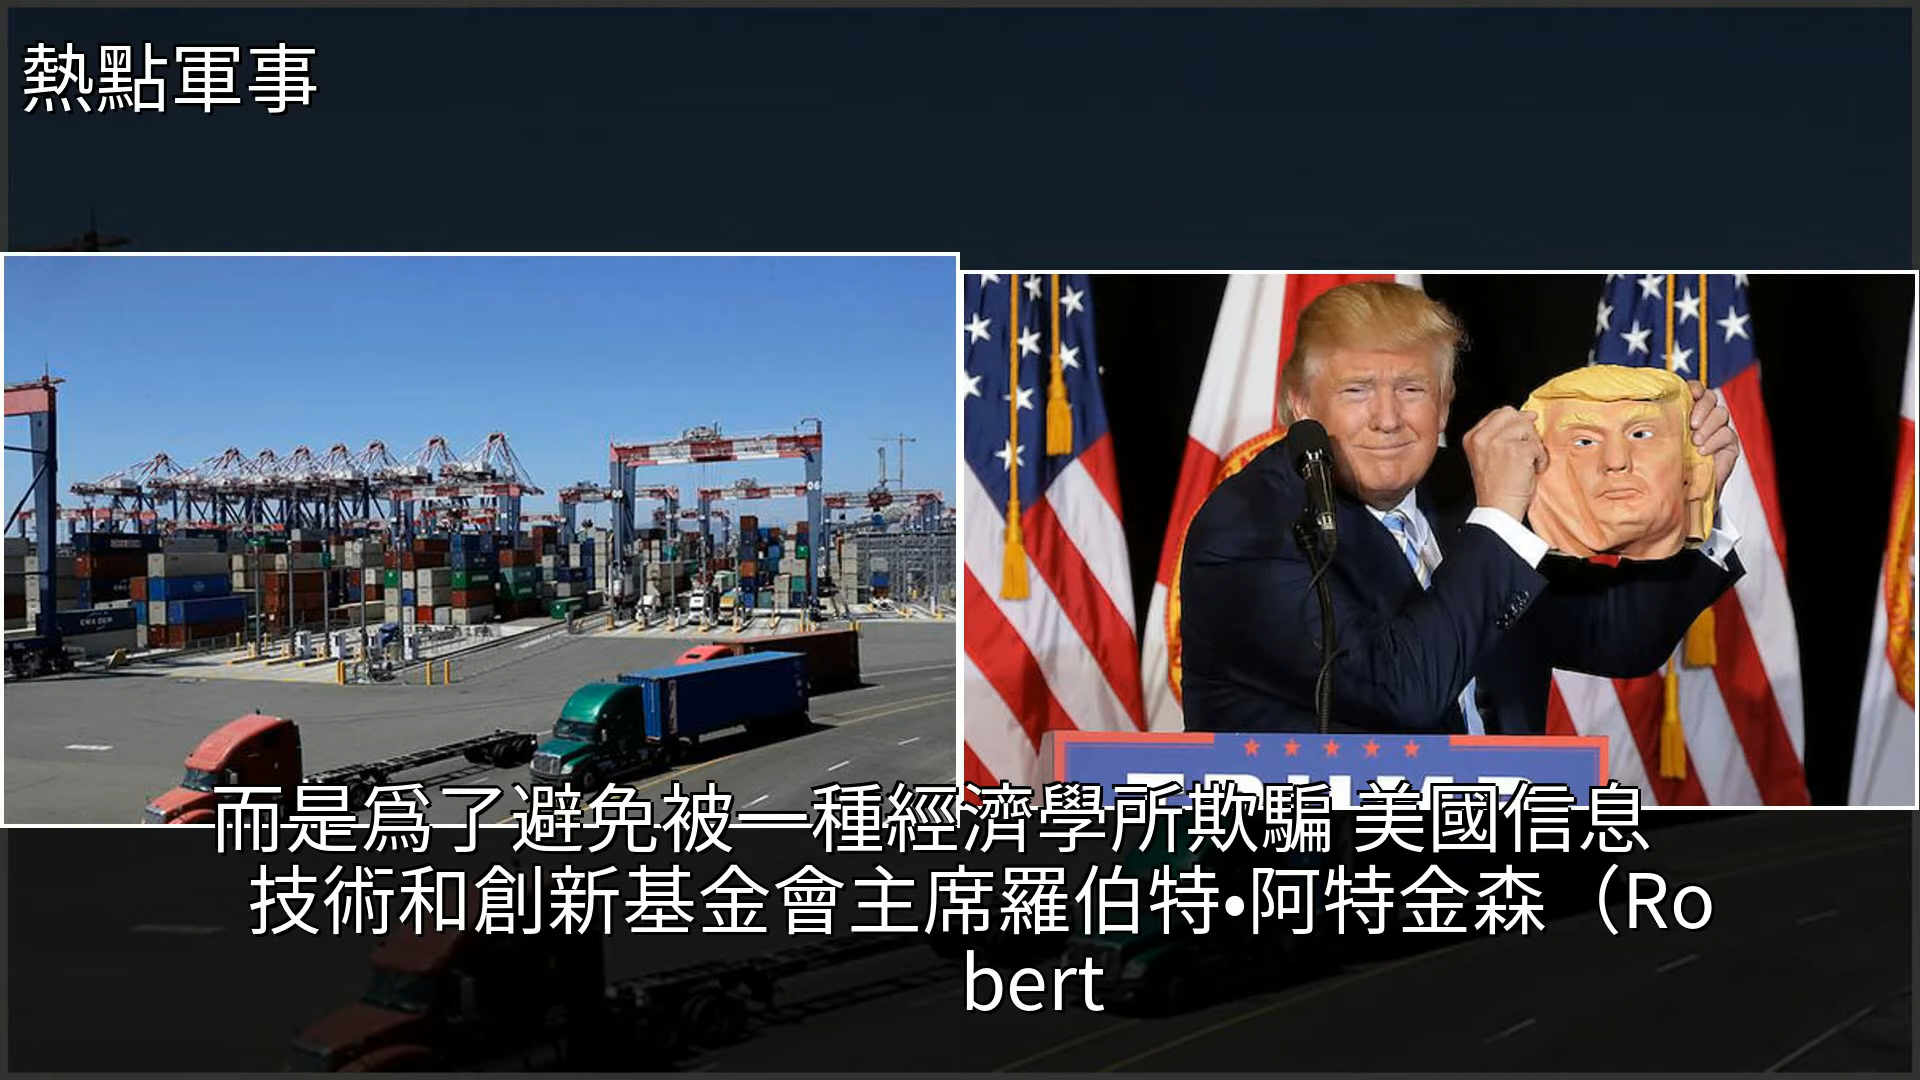 熱點軍事
而是爲了避免被一種經濟學所欺騙 美國信息
技術和創新基金會主席羅伯特•阿特金森（Ro
bert